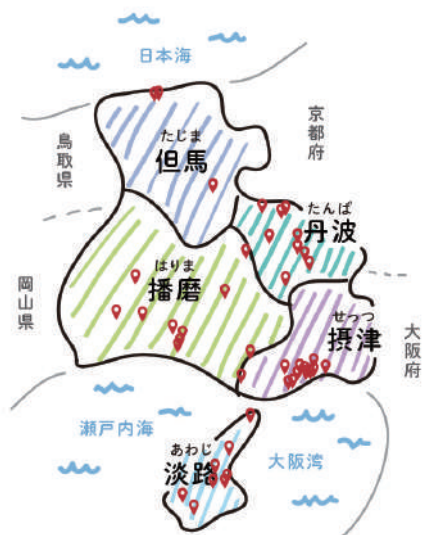 日本海
京都府
鳥取県
たじま
但馬
たんば
丹波
はりま
播磨
岡山県
せっつ
摂津
大阪府
瀬戸内海
あわじ
淡路
大阪湾